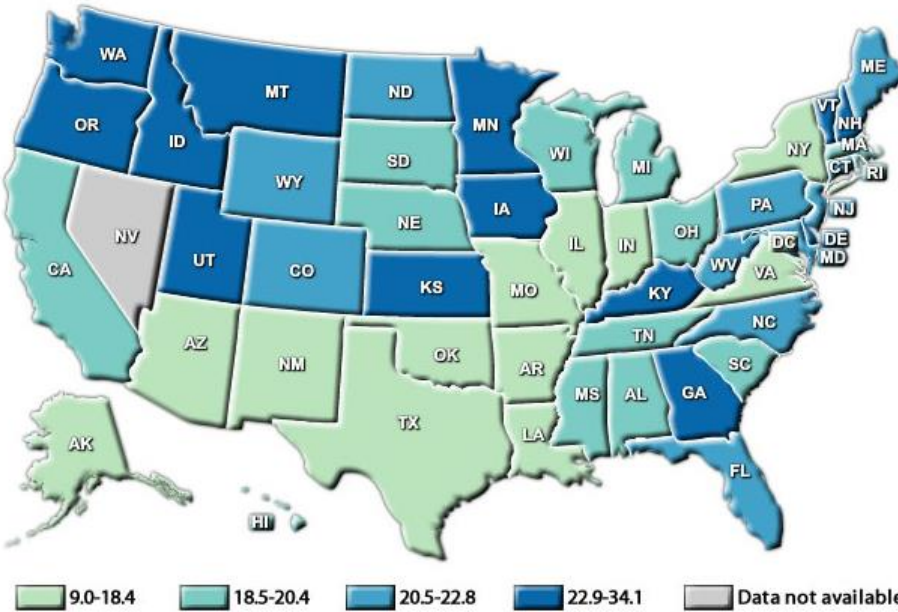 WA
MT
ND
MN
ME
VT
NH
OR
ID
SD
WI
MI
NY
MA
CT
RI
WY
NE
IA
PA
NJ
NV
UT
CO
KS
IL
IN
OH
WV
DC
DE
MD
VA
CA
MO
KY
AZ
NM
OK
AR
TN
NC
SC
TX
LA
MS
AL
GA
AK
HI
FL
9.0-18.4 18.5-20.4 20.5-22.8 22.9-34.1 Data not available